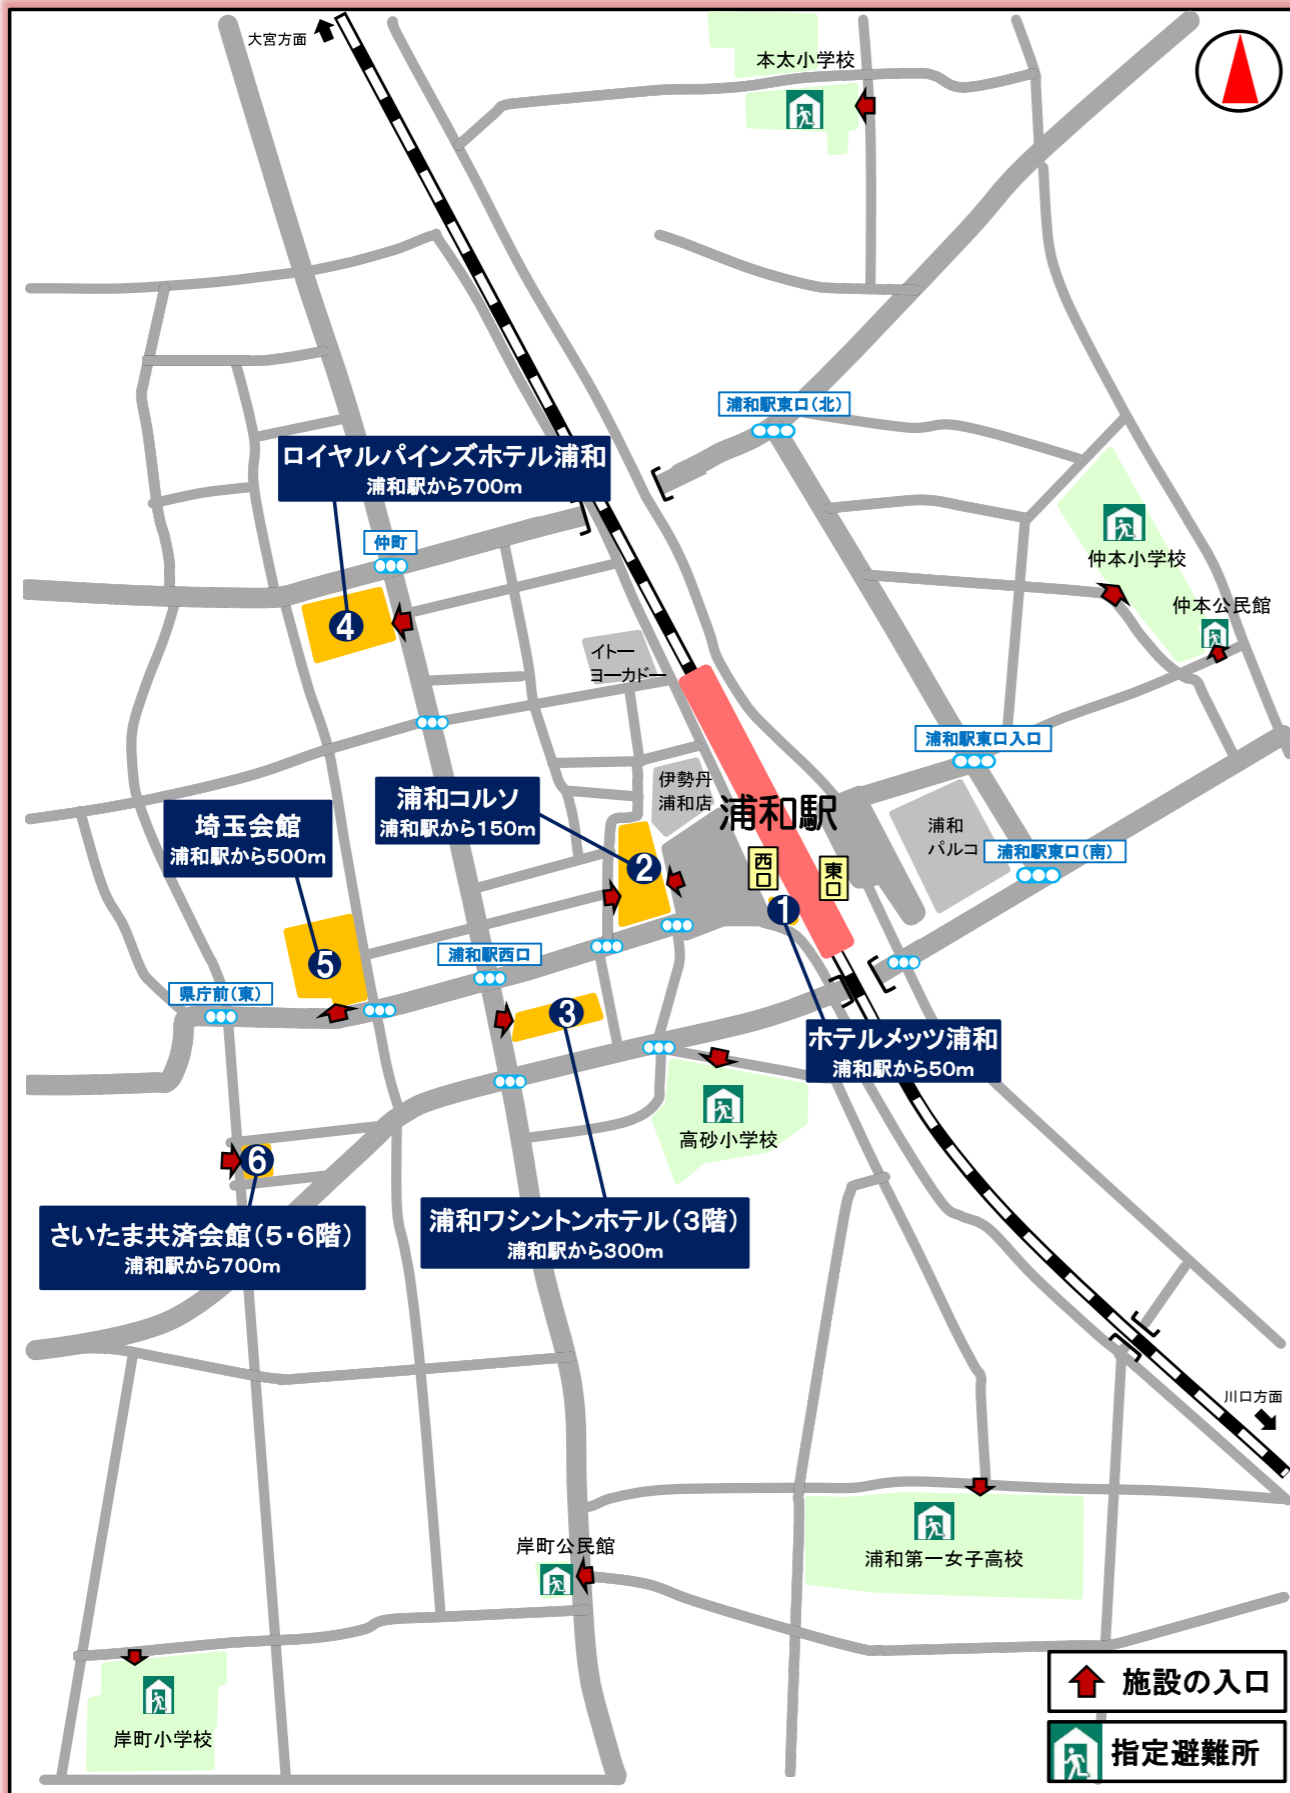 大宮方面
本太小学校
浦和駅東口(北)
ロイヤルパインズホテル浦和
浦和駅から700m
仲町
仲本小学校
仲本公民館
4
イトー
ヨーカドー
浦和駅東口入口
伊勢丹
浦和店
浦和駅
浦和コルソ
浦和駅から150m
埼玉会館
浦和駅から500m
浦和
パルコ
浦和駅東口(南)
西口
東口
2
1
浦和駅西口
5
県庁前(東)
3
ホテルメッツ浦和
浦和駅から50m
高砂小学校
6
浦和ワシントンホテル(3階)
浦和駅から300m
さいたま共済会館(5・6階)
浦和駅から700m
川口方面
岸町公民館
浦和第一女子高校
岸町小学校
施設の入口
指定避難所